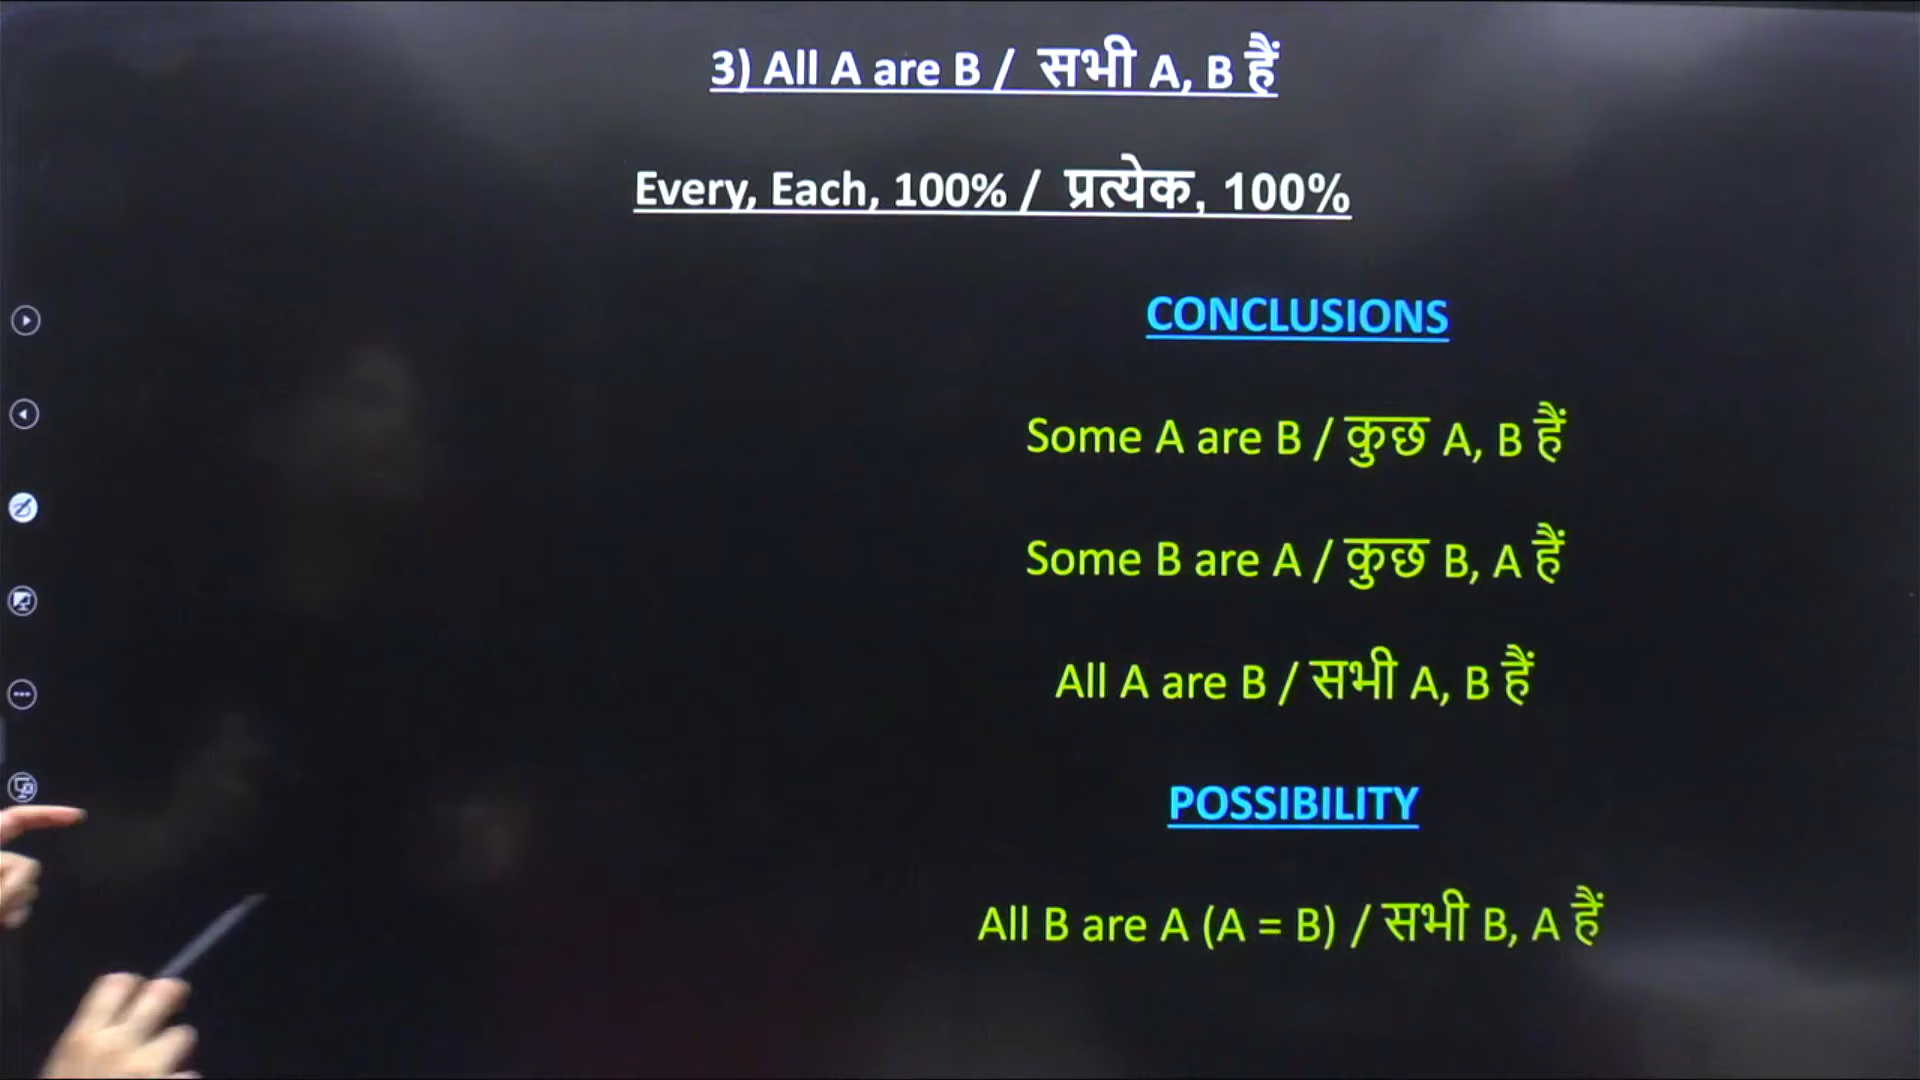 3) All A are B / सभी A, B हैं
Every, Each, 100% / प्रत्येक, 100%
CONCLUSIONS
Some A are B / कुछ A, B हैं
Some B are A / कुछ B, A हैं
All A are B / सभी A, B हैं
POSSIBILITY
All B are A (A = B) / सभी B, A हैं